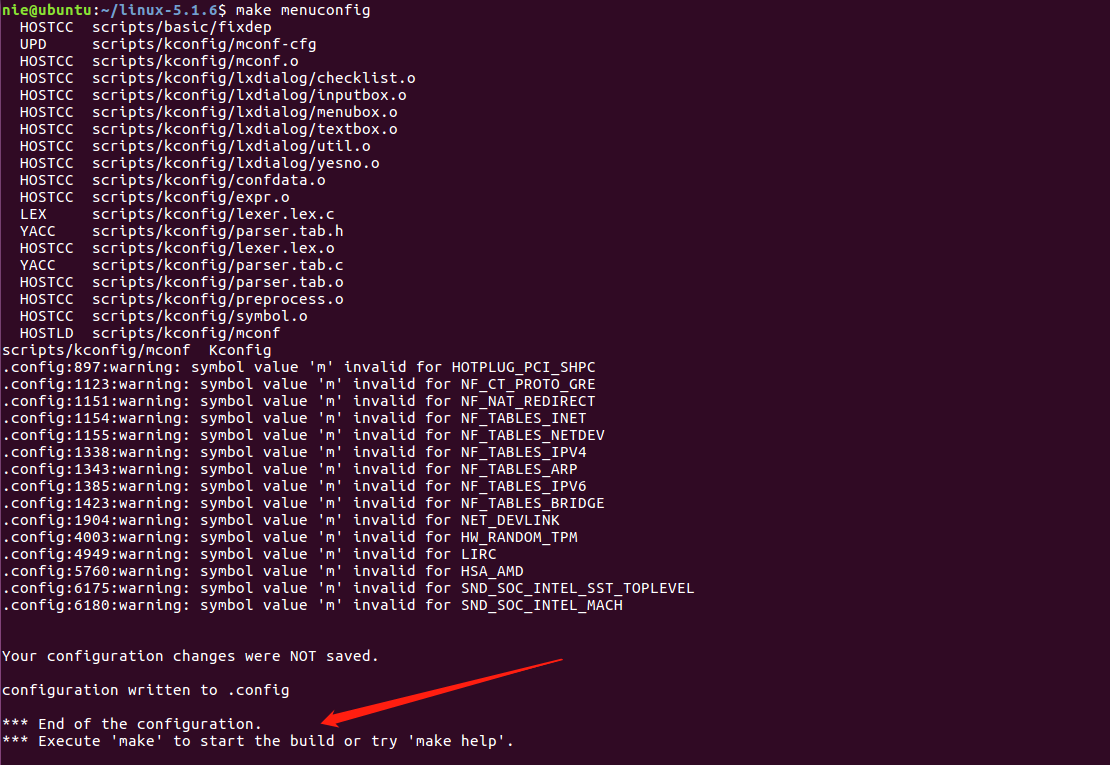 nie@ubuntu:~/linux-5.1.6$ make menuconfig
  HOSTCC  scripts/basic/fixdep
  UPD     scripts/kconfig/mconf-cfg
  HOSTCC  scripts/kconfig/mconf.o
  HOSTCC  scripts/kconfig/lxdialog/checklist.o
  HOSTCC  scripts/kconfig/lxdialog/inputbox.o
  HOSTCC  scripts/kconfig/lxdialog/menubox.o
  HOSTCC  scripts/kconfig/lxdialog/textbox.o
  HOSTCC  scripts/kconfig/lxdialog/util.o
  HOSTCC  scripts/kconfig/lxdialog/yesno.o
  HOSTCC  scripts/kconfig/confdata.o
  HOSTCC  scripts/kconfig/expr.o
  LEX     scripts/kconfig/lexer.lex.c
  YACC    scripts/kconfig/parser.tab.h
  HOSTCC  scripts/kconfig/lexer.lex.o
  YACC    scripts/kconfig/parser.tab.c
  HOSTCC  scripts/kconfig/parser.tab.o
  HOSTCC  scripts/kconfig/preprocess.o
  HOSTCC  scripts/kconfig/symbol.o
  HOSTLD  scripts/kconfig/mconf
scripts/kconfig/mconf  Kconfig
.config:897:warning: symbol value 'm' invalid for HOTPLUG_PCI_SHPC
.config:1123:warning: symbol value 'm' invalid for NF_CT_PROTO_GRE
.config:1151:warning: symbol value 'm' invalid for NF_NAT_REDIRECT
.config:1154:warning: symbol value 'm' invalid for NF_TABLES_INET
.config:1155:warning: symbol value 'm' invalid for NF_TABLES_NETDEV
.config:1338:warning: symbol value 'm' invalid for NF_TABLES_IPV4
.config:1343:warning: symbol value 'm' invalid for NF_TABLES_ARP
.config:1385:warning: symbol value 'm' invalid for NF_TABLES_IPV6
.config:1423:warning: symbol value 'm' invalid for NF_TABLES_BRIDGE
.config:1904:warning: symbol value 'm' invalid for NET_DEVLINK
.config:4003:warning: symbol value 'm' invalid for HW_RANDOM_TPM
.config:4949:warning: symbol value 'm' invalid for LIRC
.config:5760:warning: symbol value 'm' invalid for HSA_AMD
.config:6175:warning: symbol value 'm' invalid for SND_SOC_INTEL_SST_TOPLEVEL
.config:6180:warning: symbol value 'm' invalid for SND_SOC_INTEL_MACH
Your configuration changes were NOT saved.
configuration written to .config
*** End of the configuration.
*** Execute 'make' to start the build or try 'make help'.